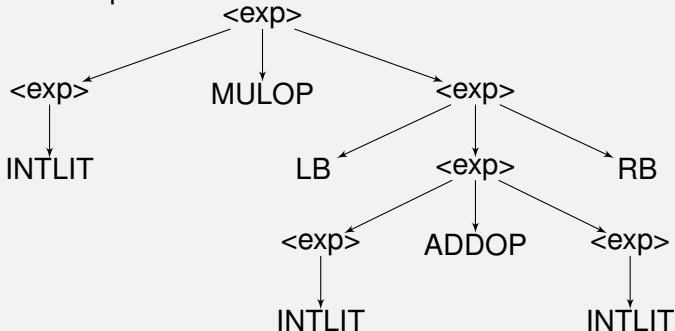 <exp>
<exp> MULOP <exp>
INTLIT LB <exp> RB
<exp> ADDOP <exp>
INTLIT INTLIT